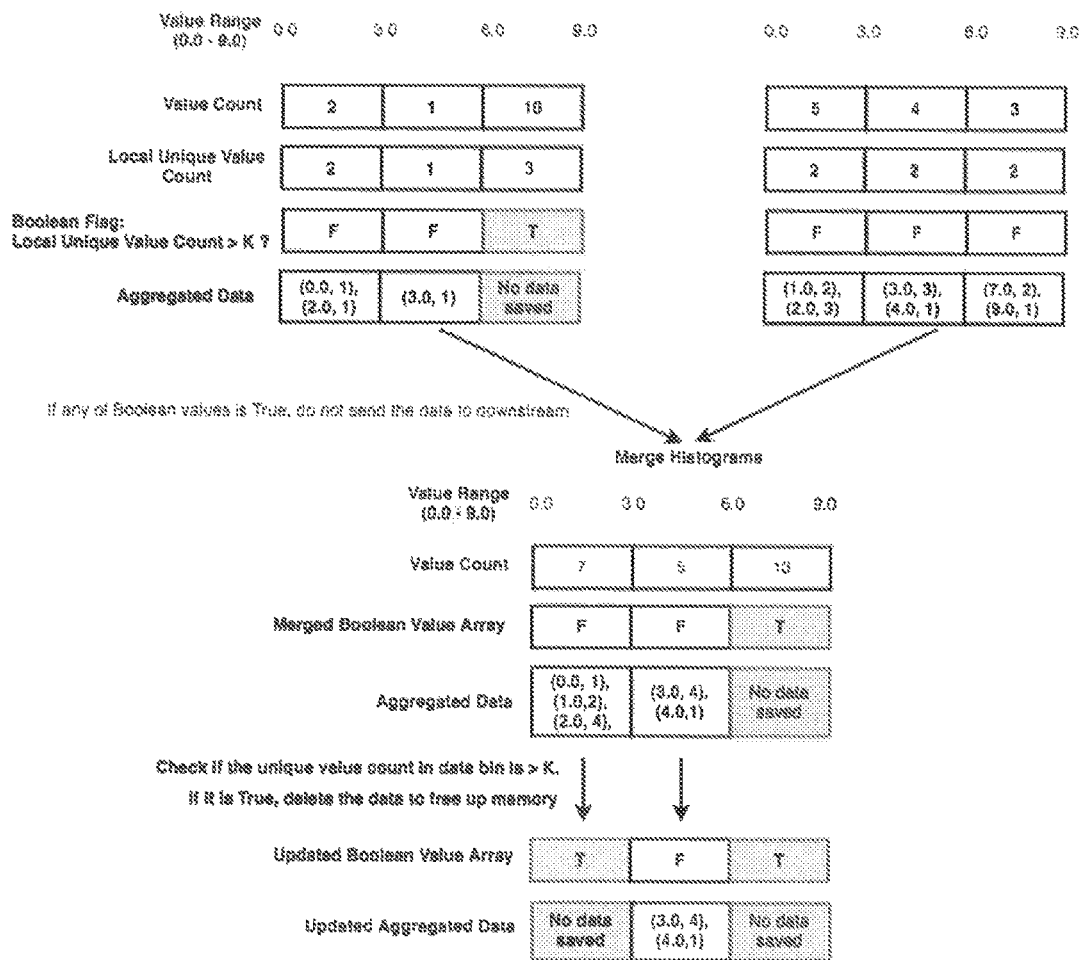 Value Range
(0.0 - 9.0)
0.0 3.0 6.0 9.0
0.0 3.0 6.0 9.0
Value Count
2 1 10
5 4 3
Local Unique Value
Count
2 1 3
2 2 2
Boolean Flag:
Local Unique Value Count > K ?
F F T
F F F
Aggregated Data
(0.0, 1),
(2.0, 1)
(3.0, 1)
No data
saved
(1.0, 2),
(2.0, 3)
(3.0, 3),
(4.0, 1)
(7.0, 2),
If any of Boolean values is True, do not send the data to downstream
Merge Histograms
Value Range
(0.0 - 9.0)
0.0 3.0 6.0 9.0
Value Count
7 5 13
Merged Boolean Value Array
F F T
Aggregated Data
(0.0, 1),
(1.0,2),
(2.0, 4),
(3.0, 4),
(4.0,1)
No data
saved
Check if the unique value count in data bin is > K.
If it is True, delete the data to free up memory
Updated Boolean Value Array
T F T
Updated Aggregated Data
No data
saved
(3.0, 4),
(4.0,1)
No data
saved